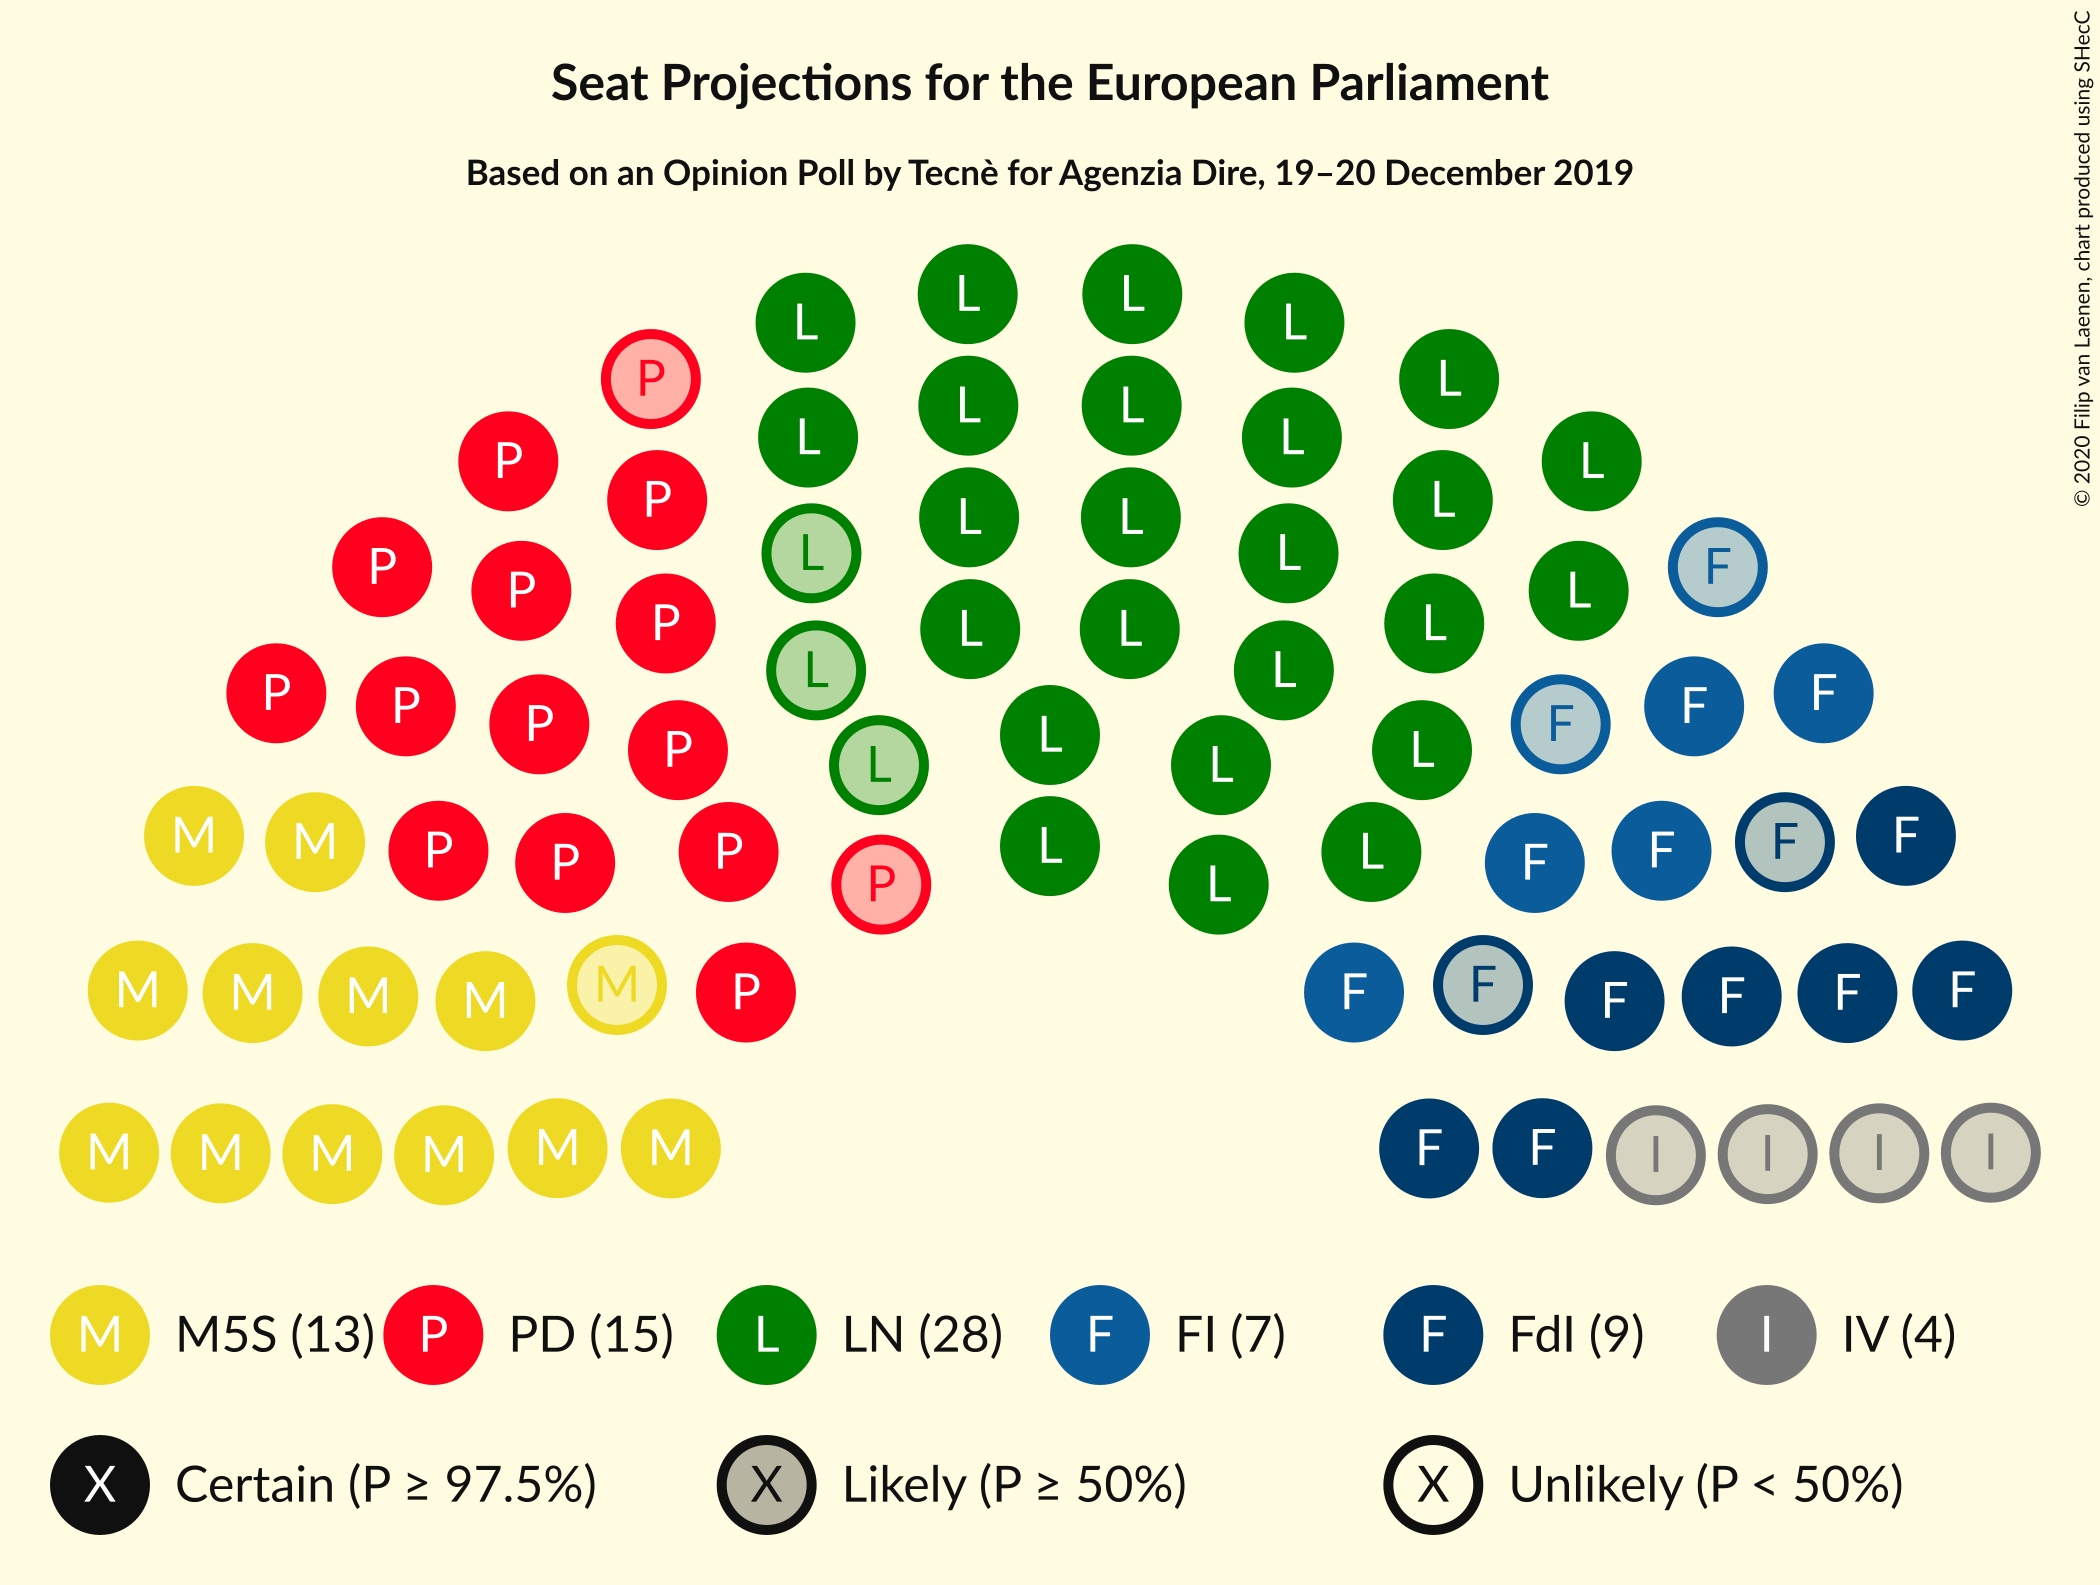 Seat Projections for the European Parliament
Based on an Opinion Poll by Tecnè for Agenzia Dire, 19–20 December 2019
© 2020 Filip van Laenen, chart produced using SHecC
L L
L L
P L
L L
P L
L L
P L L
P L
L L
P L L
P F
L L
P L
L L
P F
P P F F
P P L F
L
L L
M M P P P L F F F F
P L L
M M M M M P F F F F F F
M M M M M M F F I I I I
M M5S (13) P PD (15) L LN (28) F FI (7) F FdI (9) I IV (4)
X Certain (P ≥ 97.5%) X Likely (P ≥ 50%) X Unlikely (P < 50%)